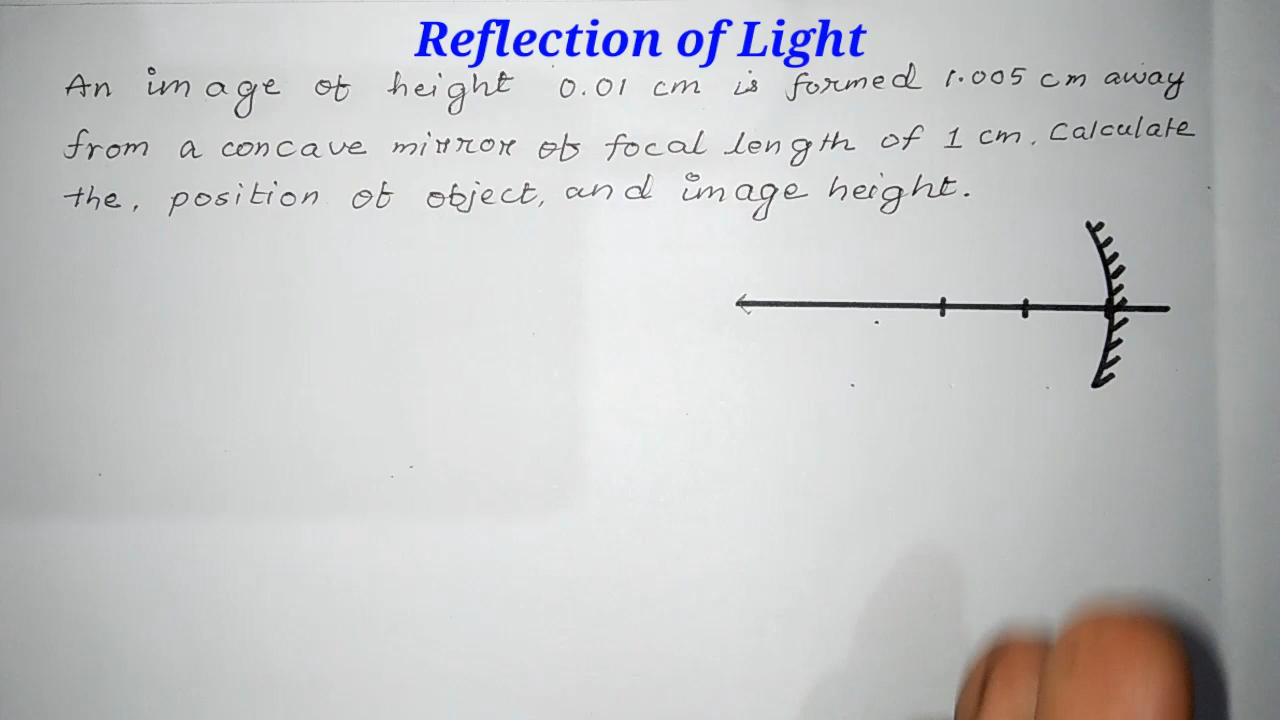 Reflection of Light
An image of height 0.01 cm is formed 1.005 cm away
from a concave mirror of focal length of 1 cm. Calculate
the, position of object, and image height.